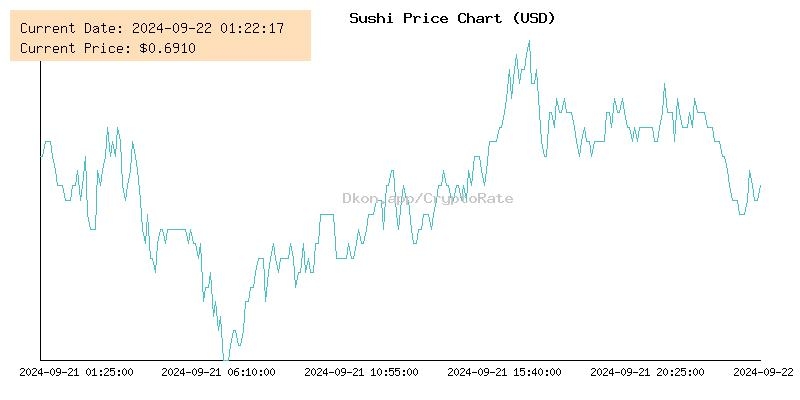 Sushi Price Chart (USD)
Current Date: 2024-09-22 01:22:17
Current Price: $0.6910
Dkon.app/CryptoRate
2024-09-21 01:25:00
2024-09-21 06:10:00
2024-09-21 10:55:00
2024-09-21 15:40:00
2024-09-21 20:25:00
2024-09-22